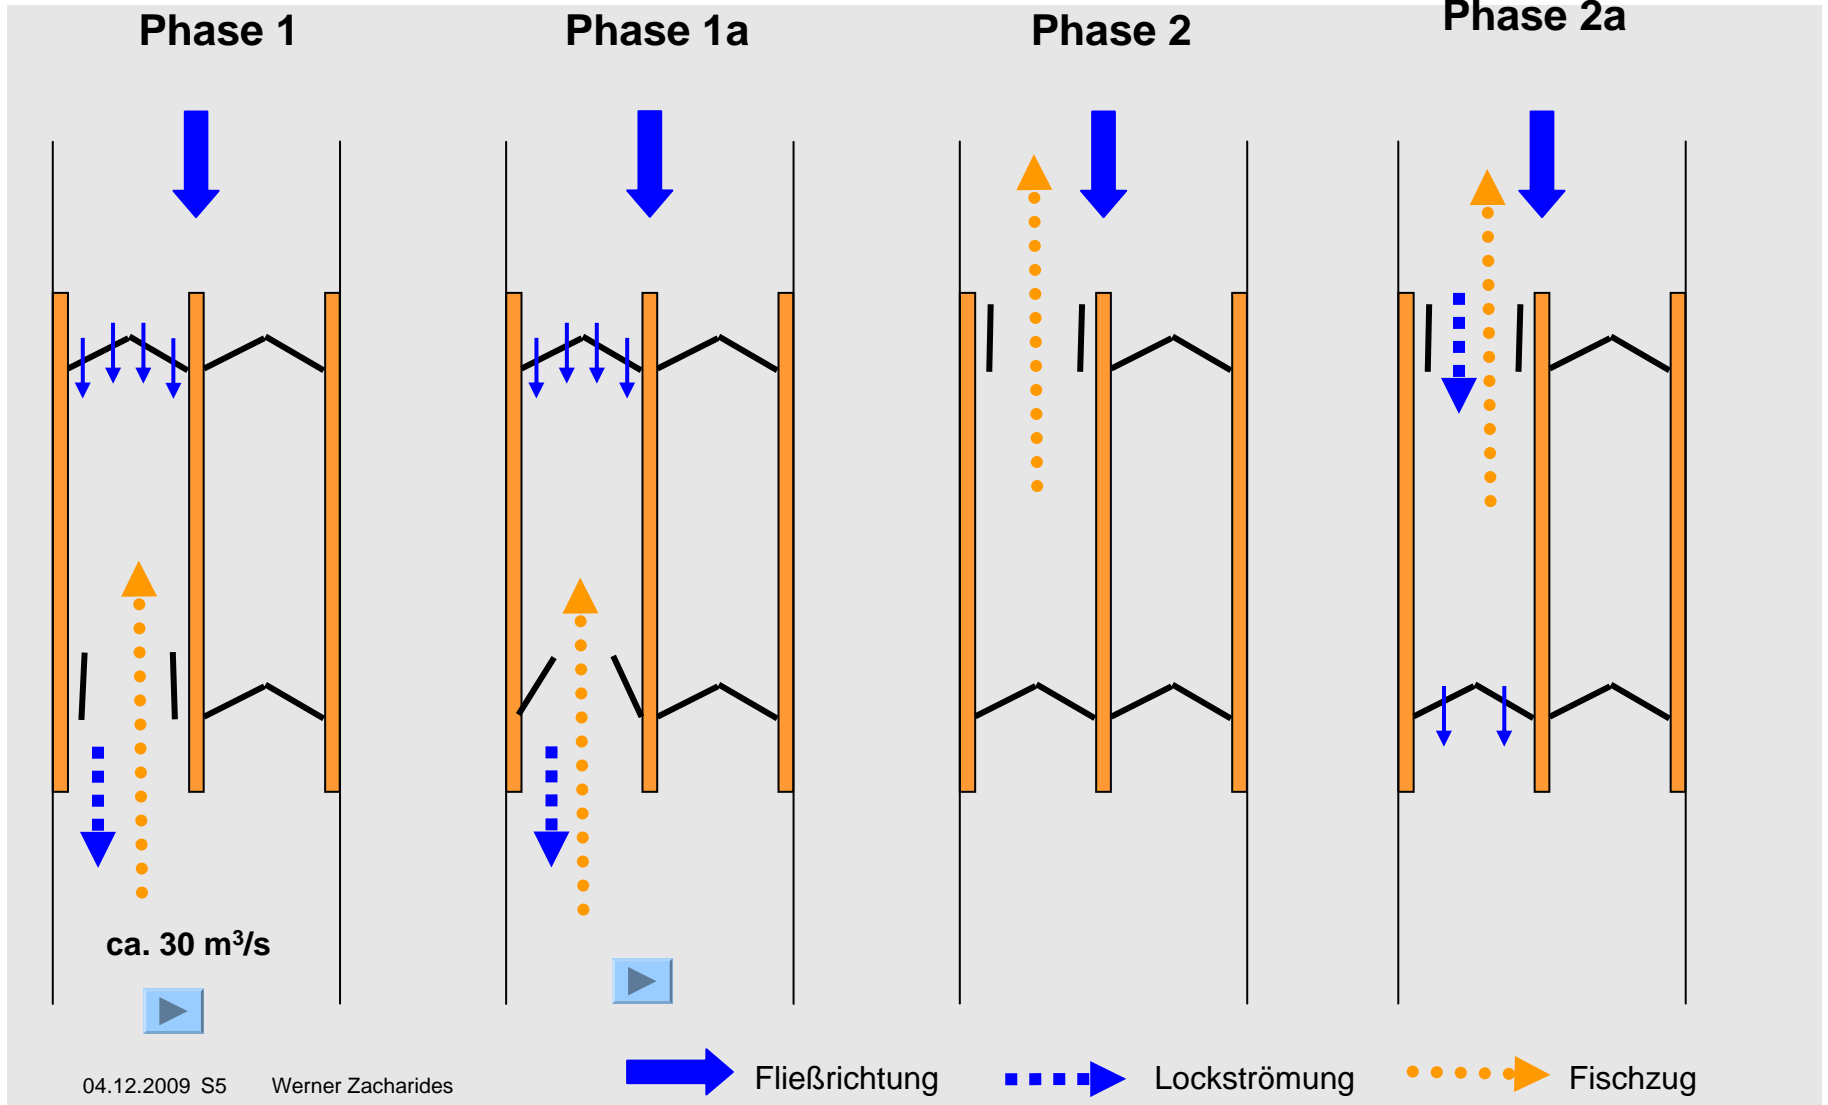 Phase 1
Phase 1a
Phase 2
Phase 2a
ca. 30 m³/s
04.12.2009 S5 Werner Zacharides
Fließrichtung
Lockströmung
Fischzug